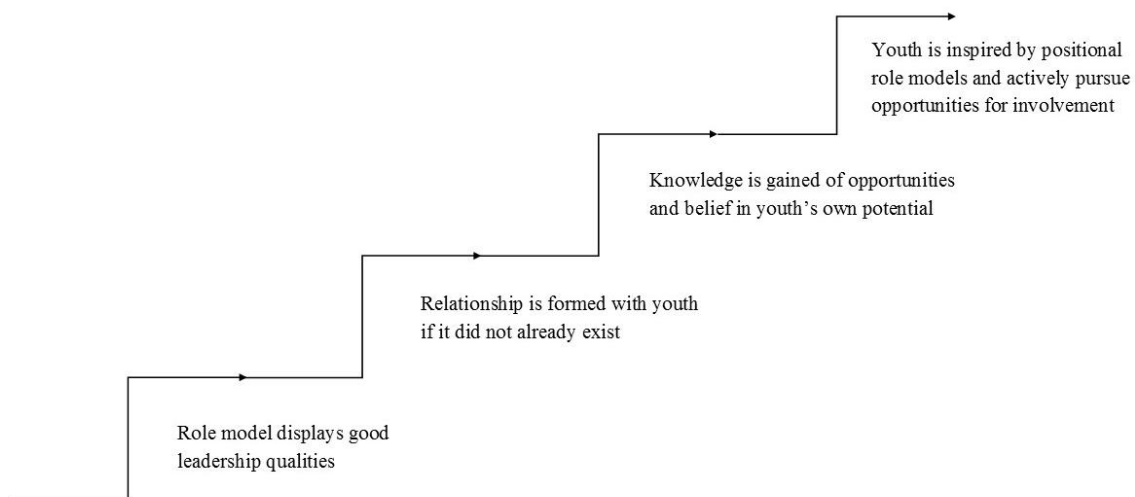 Youth is inspired by positional
role models and actively pursue
opportunities for involvement
Knowledge is gained of opportunities
and belief in youth’s own potential
Relationship is formed with youth
if it did not already exist
Role model displays good
leadership qualities